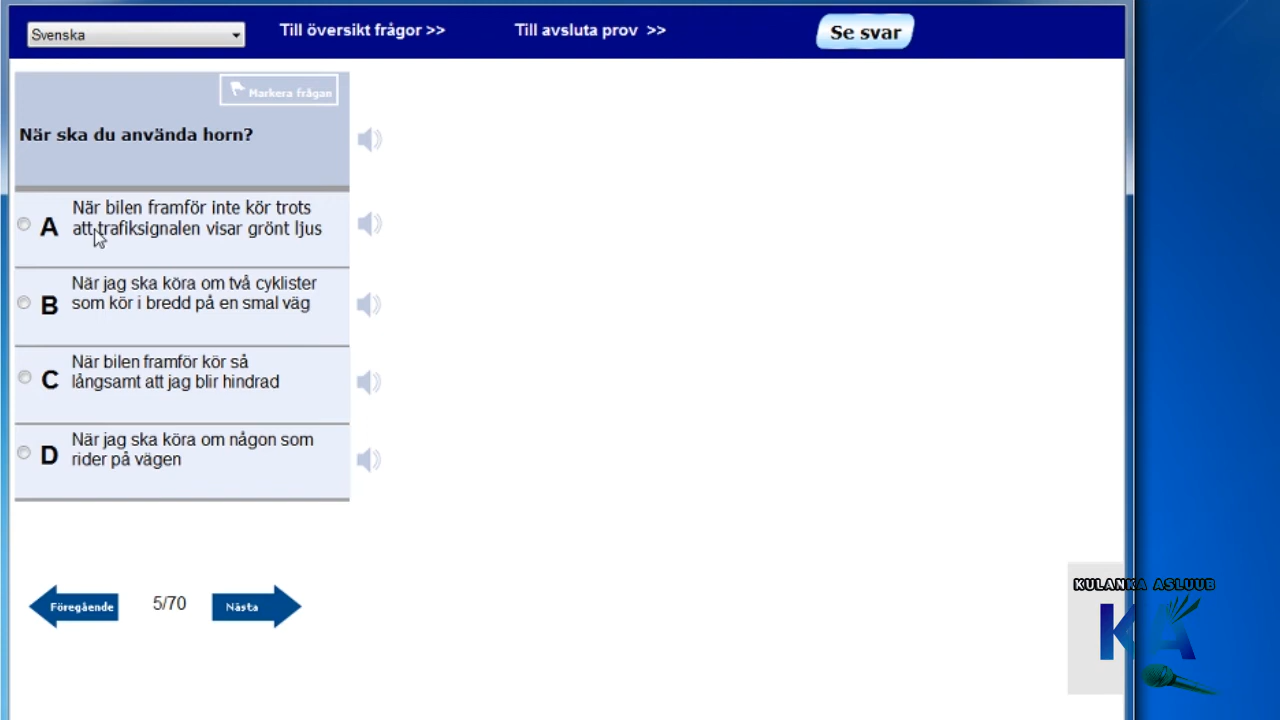 Svenska
Till översikt frågor >>
Till avsluta prov >>
Se svar
Markera frågan
När ska du använda horn?
A
När bilen framför inte kör trots
att trafiksignalen visar grönt ljus
B
När jag ska köra om två cyklister
som kör i bredd på en smal väg
C
När bilen framför kör så
långsamt att jag blir hindrad
D
När jag ska köra om någon som
rider på vägen
Föregående
5/70
Nästa
KULANKA ASLUUB
KA